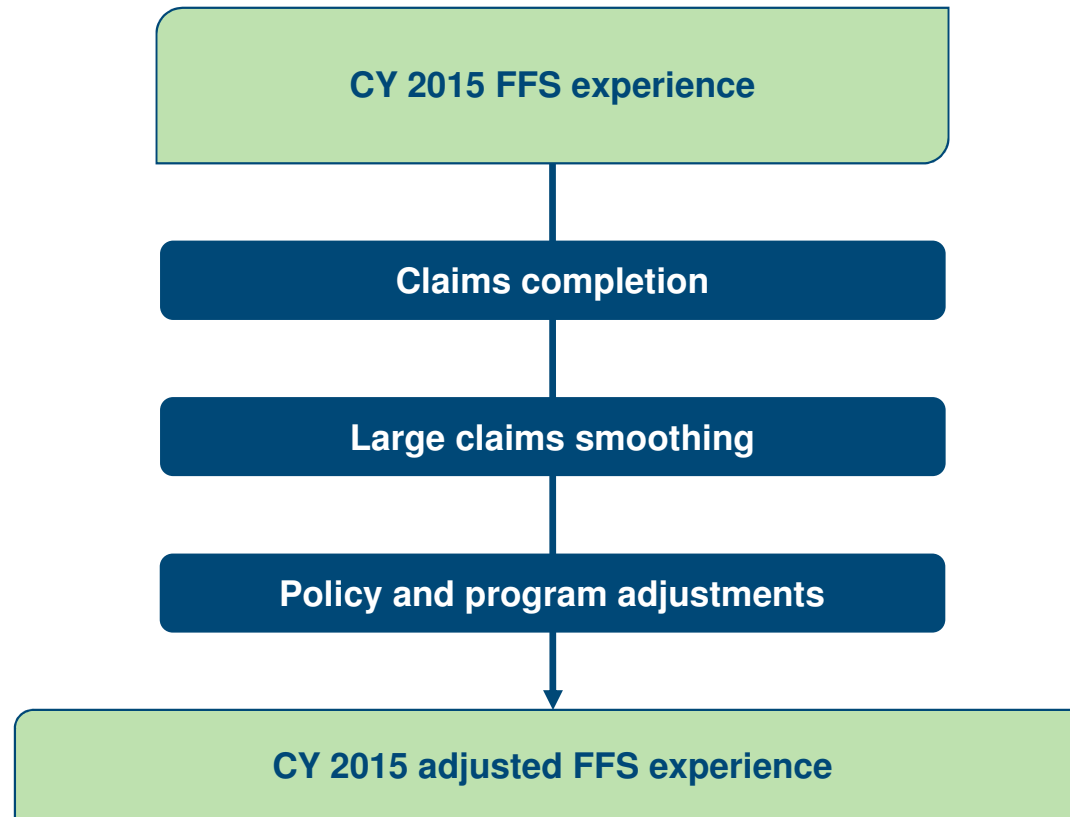 CY 2015 FFS experience
Claims completion
Large claims smoothing
Policy and program adjustments
CY 2015 adjusted FFS experience